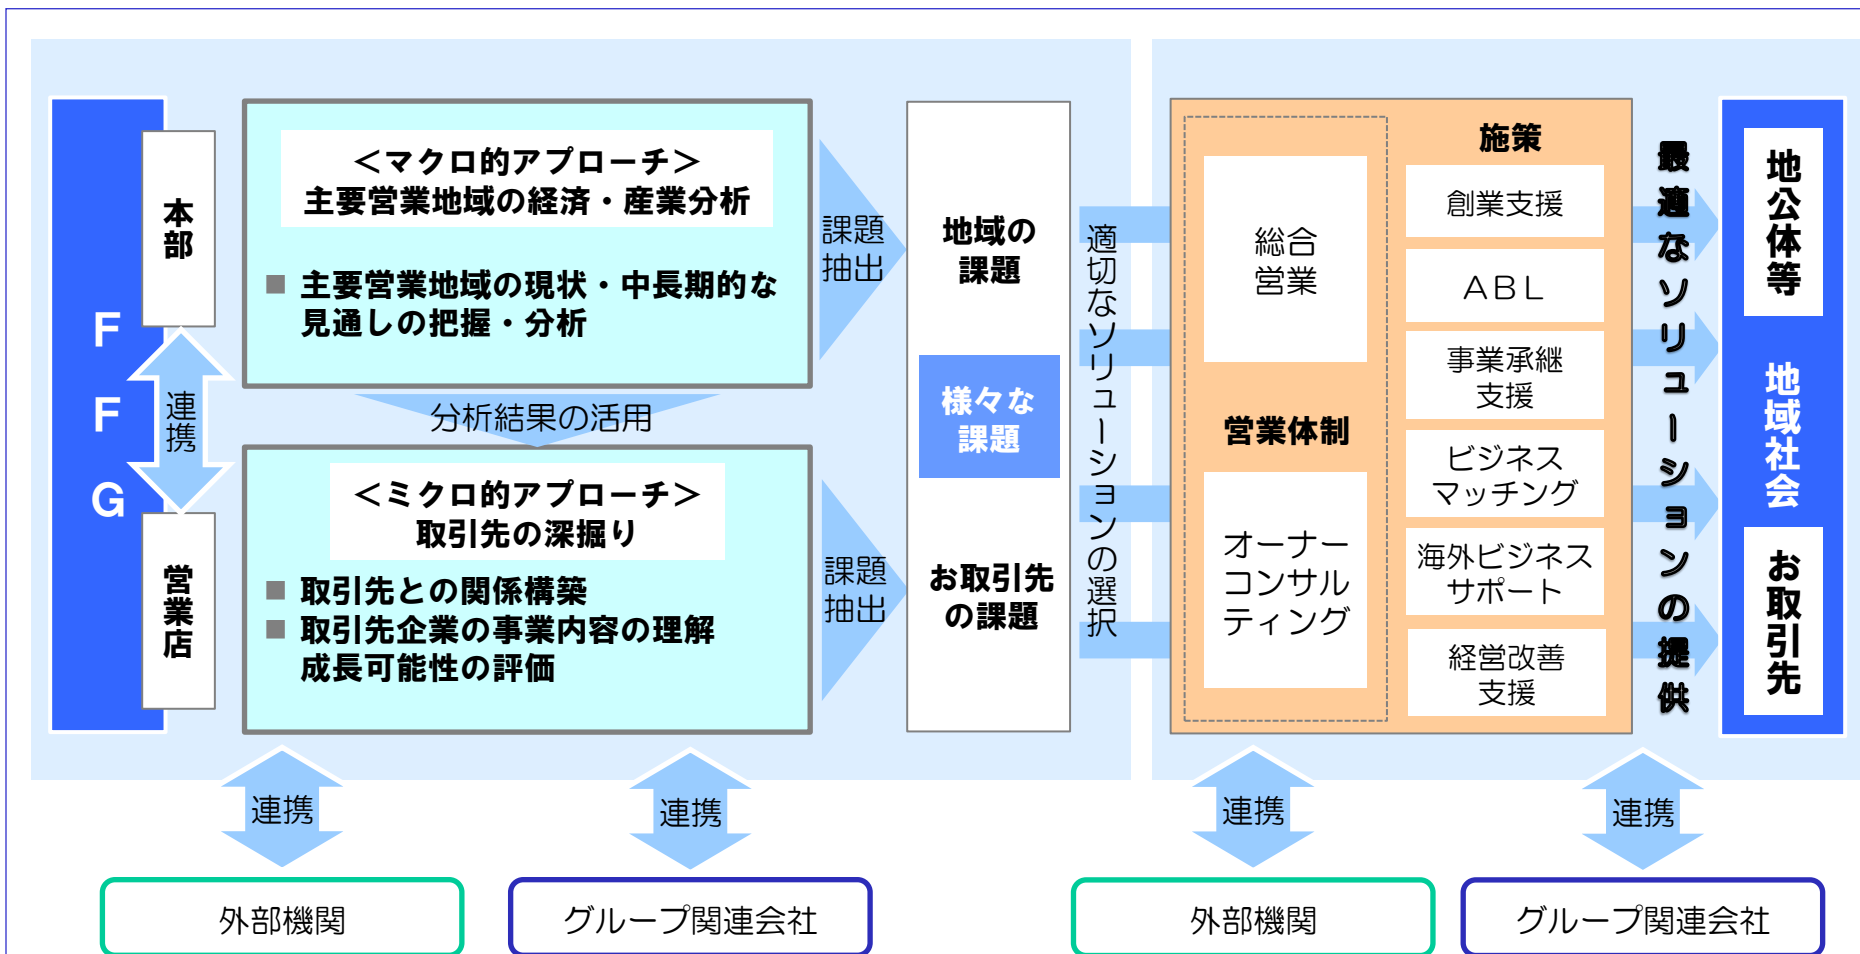 FFG
本部
連携
営業店
＜マクロ的アプローチ＞
主要営業地域の経済・産業分析
■ 主要営業地域の現状・中長期的な
見通しの把握・分析
分析結果の活用
＜ミクロ的アプローチ＞
取引先の深掘り
■ 取引先との関係構築
■ 取引先企業の事業内容の理解
成長可能性の評価
課題
抽出
課題
抽出
地域の
課題
様々な
課題
お取引先
の課題
適切なソリューションの選択
総合
営業
営業体制
オーナー
コンサル
ティング
施策
創業支援
ＡＢＬ
事業承継
支援
ビジネス
マッチング
海外ビジネス
サポート
経営改善
支援
最適なソリューションの提供
地公体等
地域社会
お取引先
連携
連携
連携
連携
外部機関
グループ関連会社
外部機関
グループ関連会社